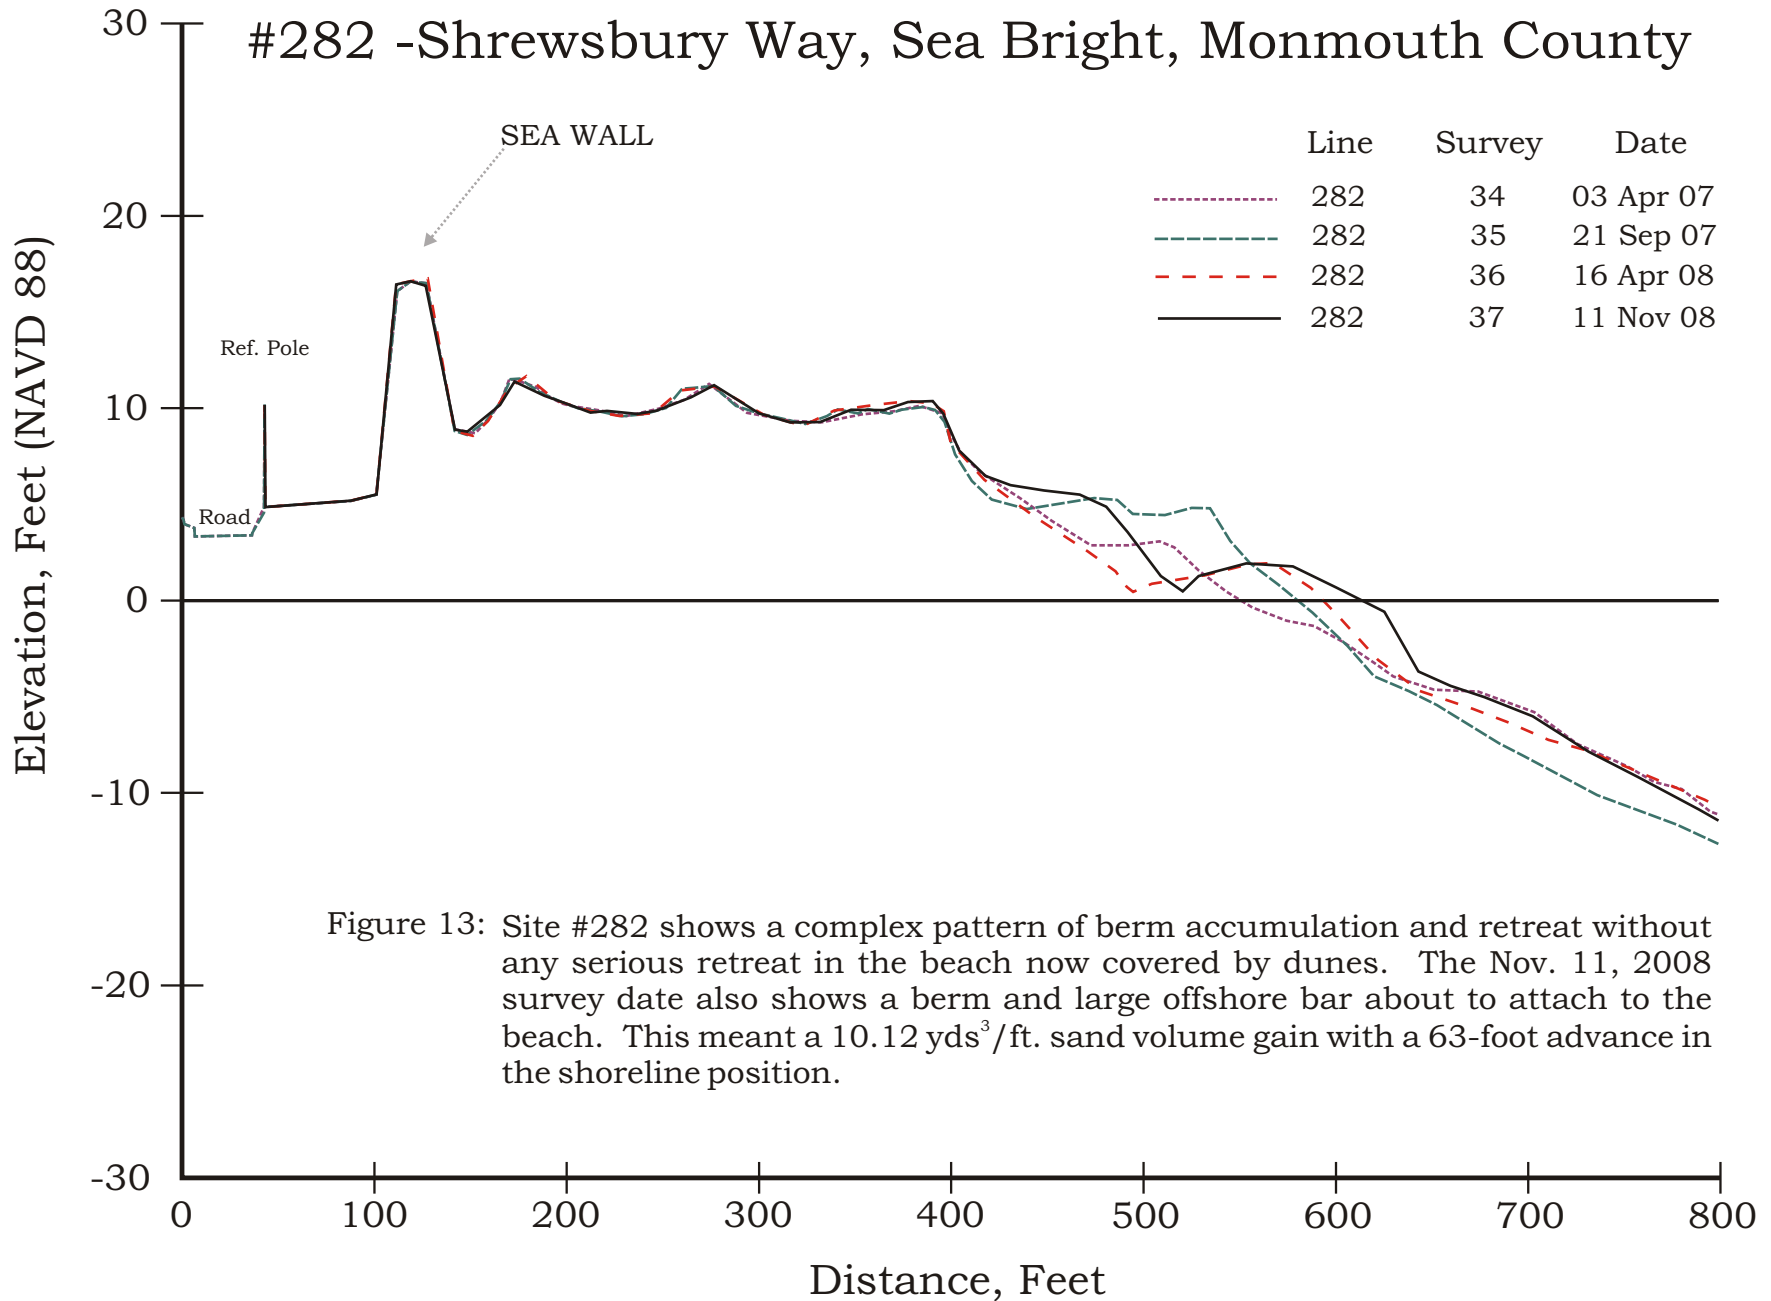 #282 -Shrewsbury Way, Sea Bright, Monmouth County
SEA WALL
Line Survey Date
282 34 03 Apr 07
282 35 21 Sep 07
282 36 16 Apr 08
282 37 11 Nov 08
Ref. Pole
Road
Elevation, Feet (NAVD 88)
30
20
10
0
-10
-20
-30
Figure 13: Site #282 shows a complex pattern of berm accumulation and retreat without
any serious retreat in the beach now covered by dunes. The Nov. 11, 2008
survey date also shows a berm and large offshore bar about to attach to the
beach. This meant a 10.12 yds³/ft. sand volume gain with a 63-foot advance in
the shoreline position.
0 100 200 300 400 500 600 700 800
Distance, Feet